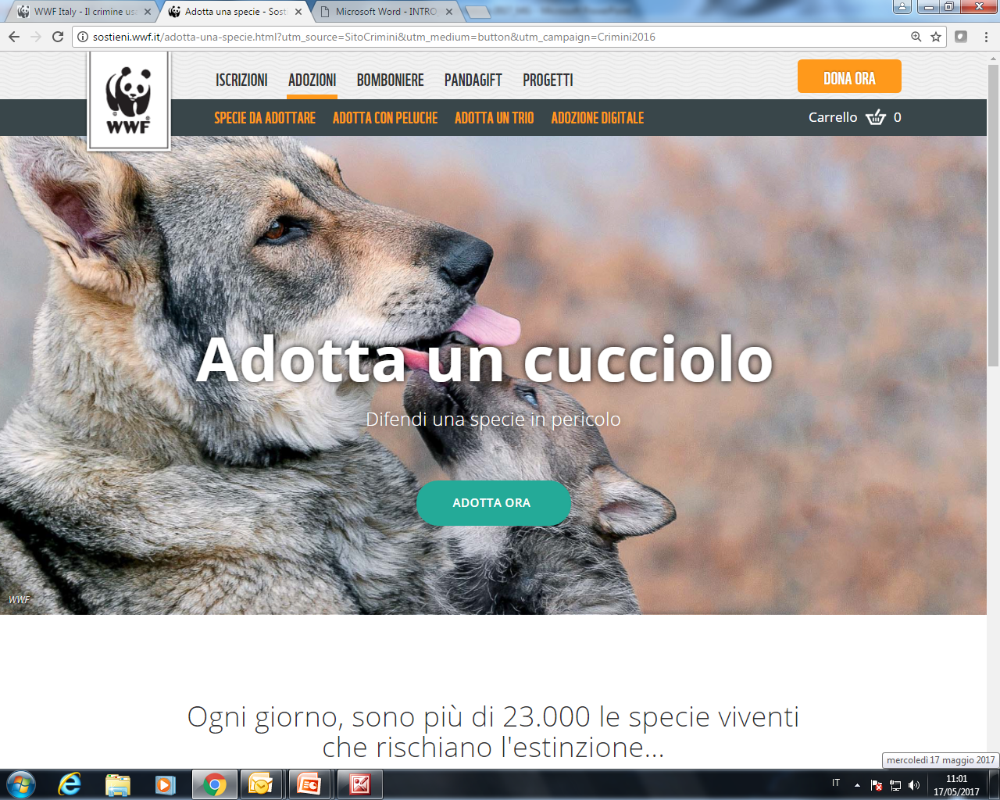 WWF Italy - Il crimine us
Adotta una specie - Sost
Microsoft Word - INTRO_
sostieni.wwf.it/adotta-una-specie.html?utm_source=SitoCrimini&utm_medium=button&utm_campaign=Crimini2016
WWF
ISCRIZIONI ADOZIONI BOMBONIERE PANDAGIFT PROGETTI
DONA ORA
SPECIE DA ADOTTARE ADOTTA CON PELUCHE ADOTTA UN TRIO ADOZIONE DIGITALE
Carrello 0
Adotta un cucciolo
Difendi una specie in pericolo
ADOTTA ORA
WWF
Ogni giorno, sono più di 23.000 le specie viventi
che rischiano l'estinzione...
mercoledì 17 maggio 2017
IT
11:01
17/05/2017